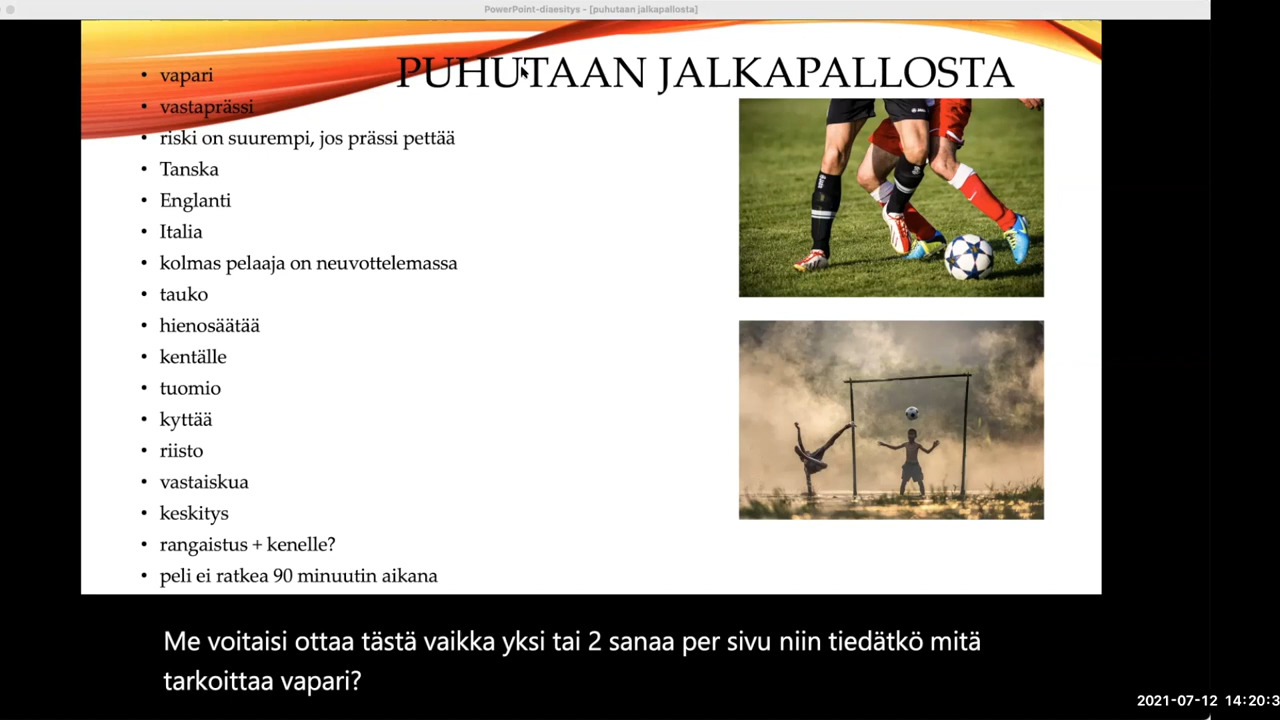 PowerPoint-diaesitys - [puhutaan jalkapallosta]
PUHUTAAN JALKAPALLOSTA
• vapari
• vastaprässi
• riski on suurempi, jos prässi pettää
• Tanska
• Englanti
• Italia
• kolmas pelaaja on neuvottelemassa
• tauko
• hienosäätää
• kentälle
• tuomio
• kyttää
• riisto
• vastaiskua
• keskitys
• rangaistus + kenelle?
• peli ei ratkea 90 minuutin aikana
Me voitaisi ottaa tästä vaikka yksi tai 2 sanaa per sivu niin tiedätkö mitä
tarkoittaa vapari?
2021-07-12 14:20:3